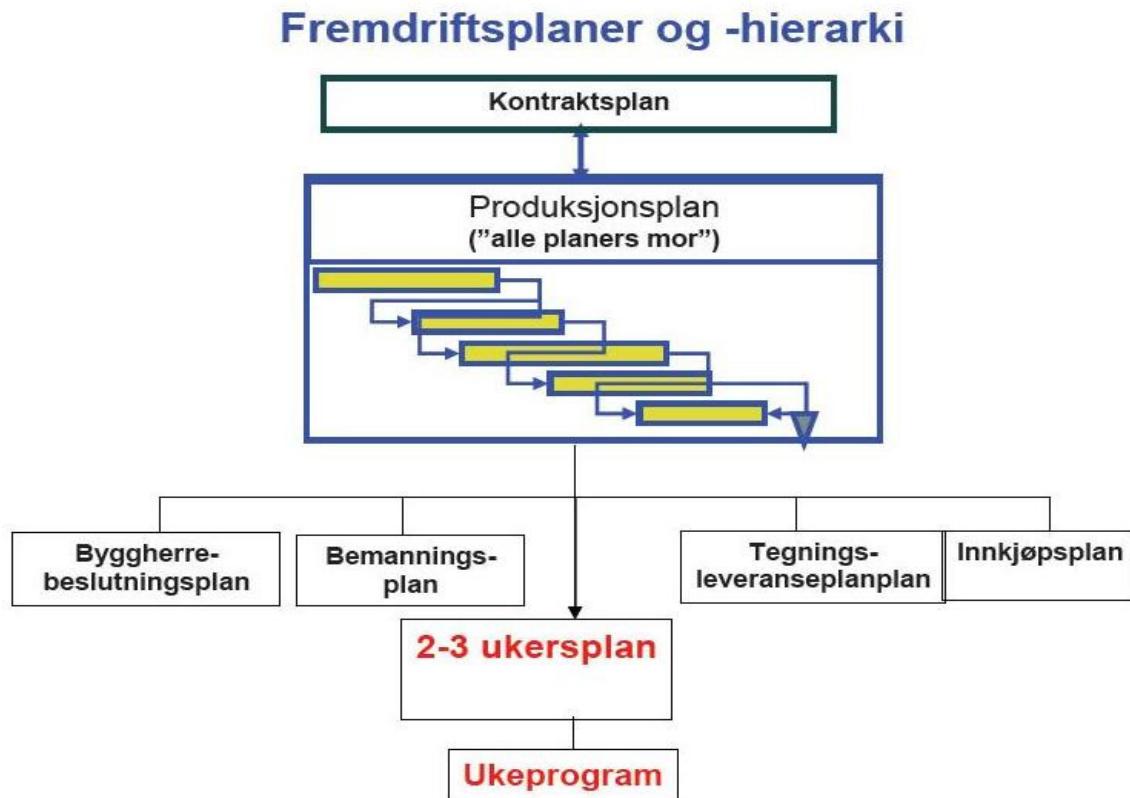 Fremdriftsplaner og -hierarki
Kontraktsplan
Produksjonsplan
(”alle planers mor”)
Byggherre-
beslutningsplan
Bemannings-
plan
Tegnings-
leveranseplanplan
Innkjøpsplan
2-3 ukersplan
Ukeprogram